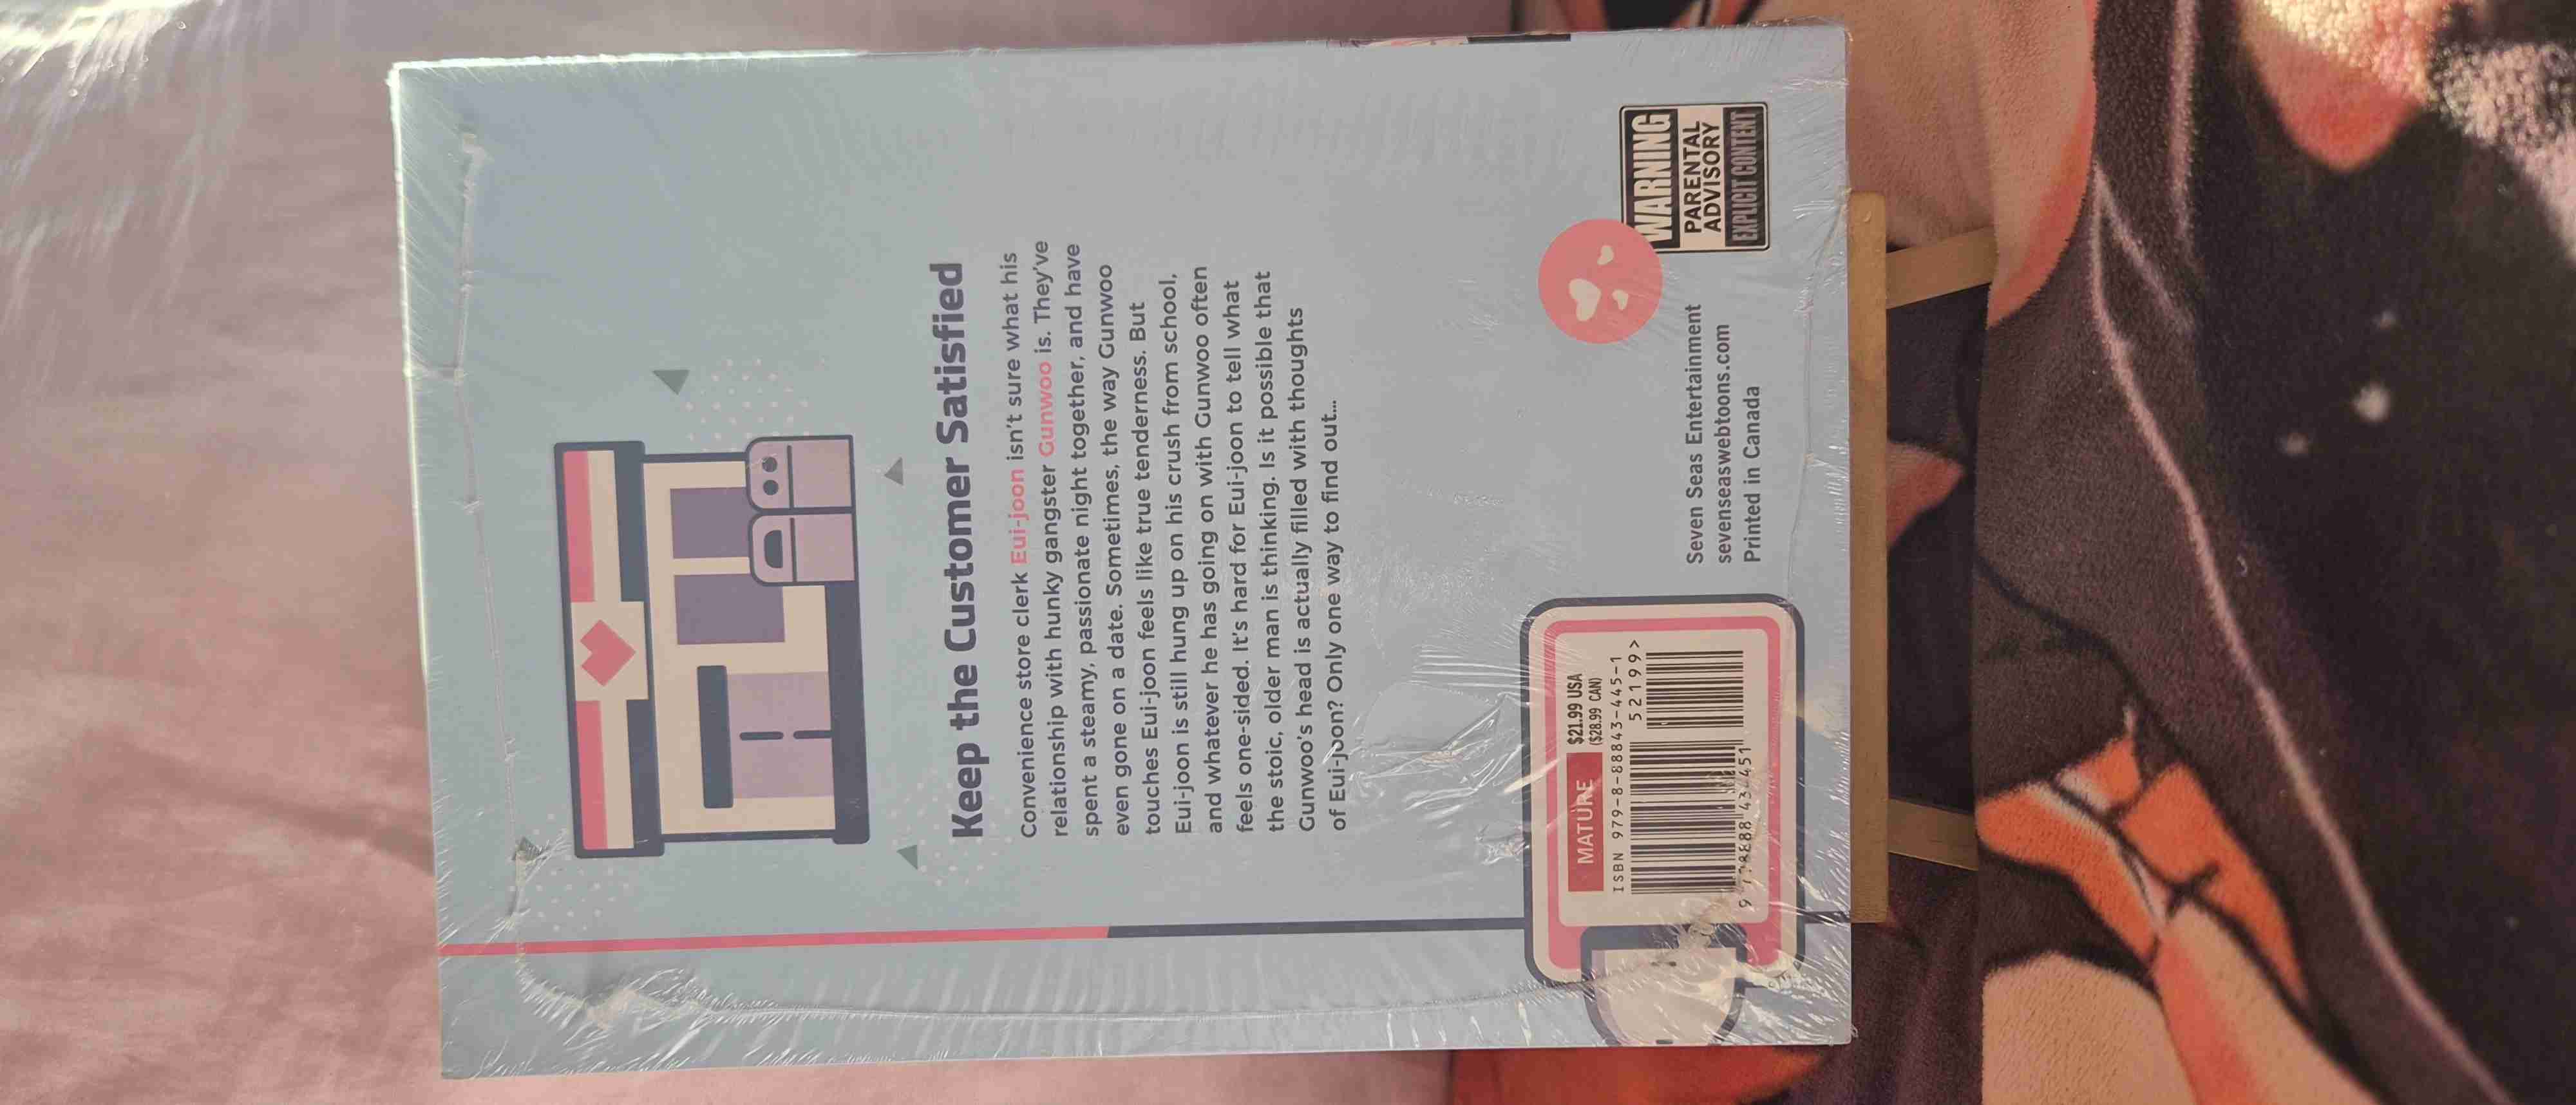 Keep the Customer Satisfied
Convenience store clerk Eui-joon isn't sure what his
relationship with hunky gangster Gunwoo is. They've
spent a steamy, passionate night together, and have
even gone on a date. Sometimes, the way Gunwoo
touches Eui-joon feels like true tenderness. But
Eui-joon is still hung up on his crush from school,
and whatever he has going on with Gunwoo often
feels one-sided. It's hard for Eui-joon to tell what
the stoic, older man is thinking. Is it possible that
Gunwoo's head is actually filled with thoughts
of Eui-joon? Only one way to find out...
MATURE
$21.99 USA
($28.99 CAN)
ISBN 979-8-88843-445-1
52199>
9 798888 434451
Seven Seas Entertainment
sevenseaswebtoons.com
Printed in Canada
WARNING
PARENTAL
ADVISORY
EXPLICIT CONTENT